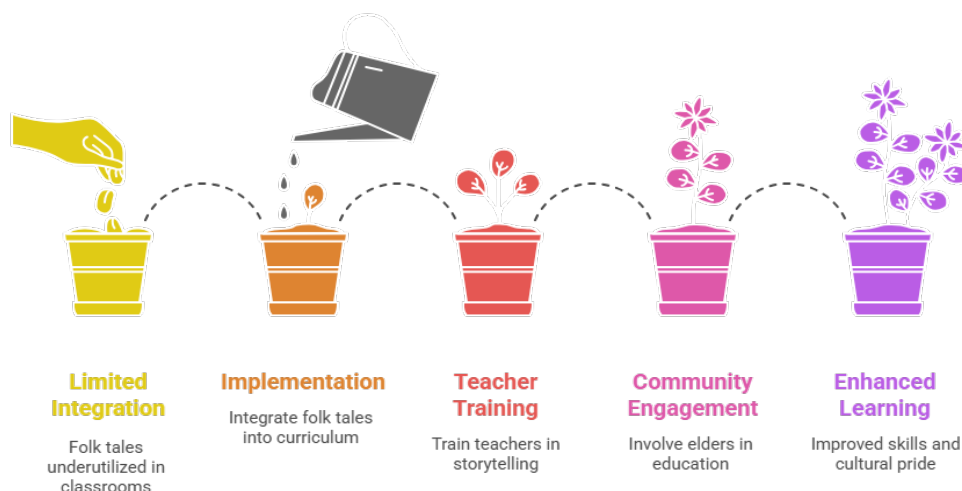 Limited
Integration
Folk tales
underutilized in
classrooms
Implementation
Integrate folk tales
into curriculum
Teacher
Training
Train teachers in
storytelling
Community
Engagement
Involve elders in
education
Enhanced
Learning
Improved skills and
cultural pride